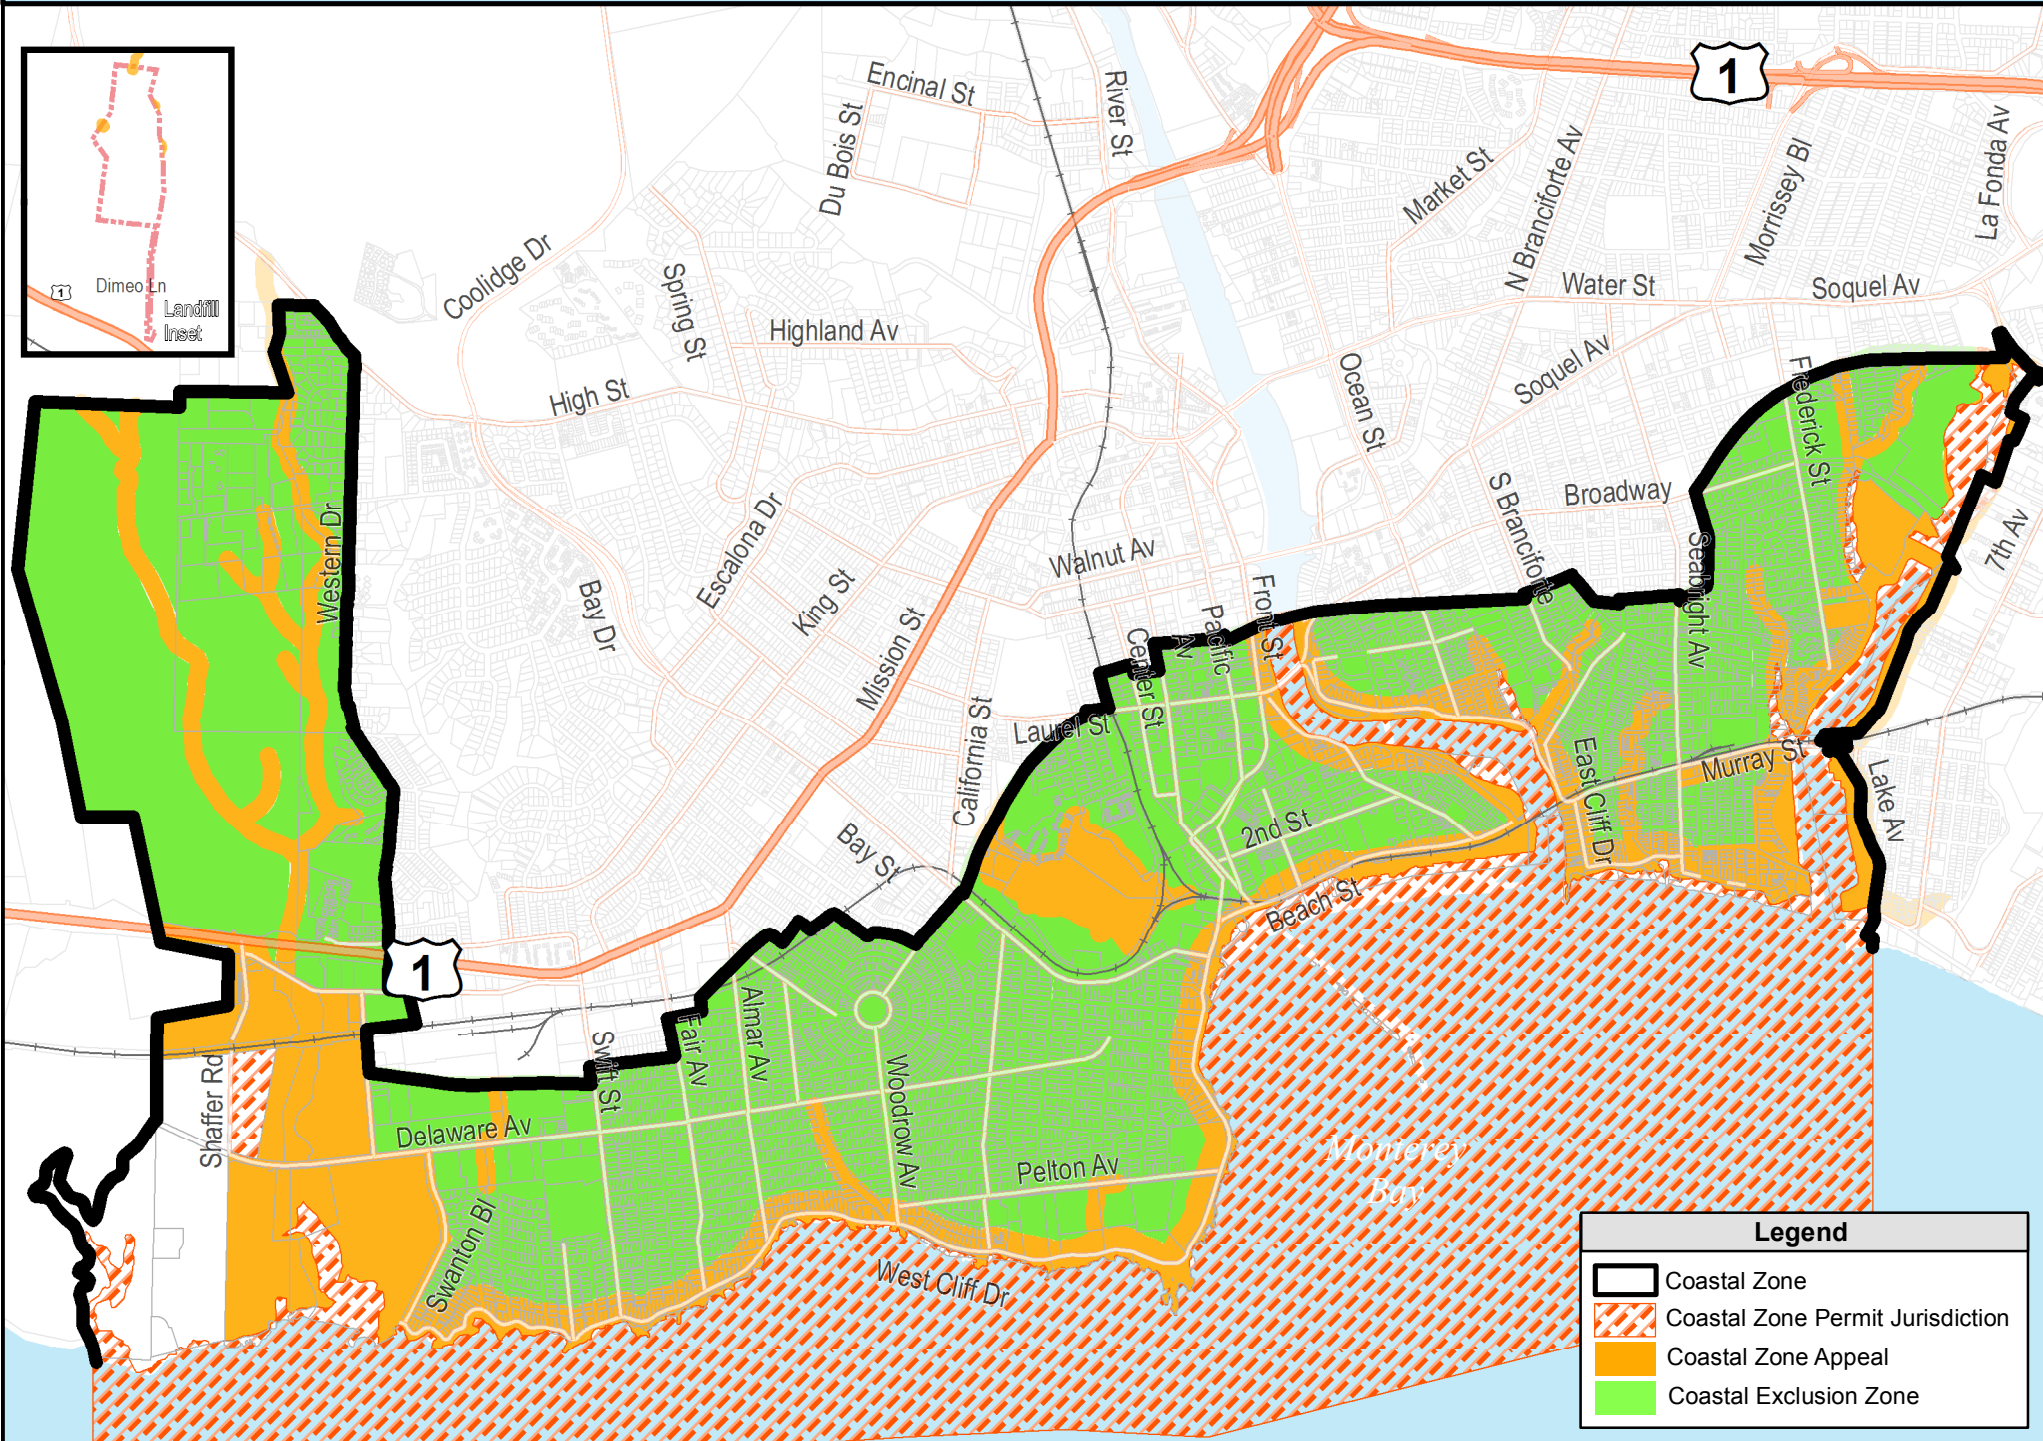 Encinal St
River St
1
Du Bois St
Market St
N Branciforte Av
Morrissey Bl
La Fonda Av
Coolidge Dr
Spring St
Highland Av
Water St
Soquel Av
1
Dimeo Ln
Landfill
Inset
High St
Ocean St
Soquel Av
Frederick St
Western Dr
Escalona Dr
King St
Bay Dr
Walnut Av
S Branciforte
Broadway
7th Av
Mission St
Front St
Pacific
Av
Center St
Seabright Av
California St
Laurel St
East Cliff Dr
Murray St
Lake Av
Bay St
2nd St
Beach St
1
Almar Av
Fair Av
Swift St
Shaffer Rd
Woodrow Av
Delaware Av
Pelton Av
Swanton Bl
West Cliff Dr
Monterey
Bay
Legend
Coastal Zone
Coastal Zone Permit Jurisdiction
Coastal Zone Appeal
Coastal Exclusion Zone